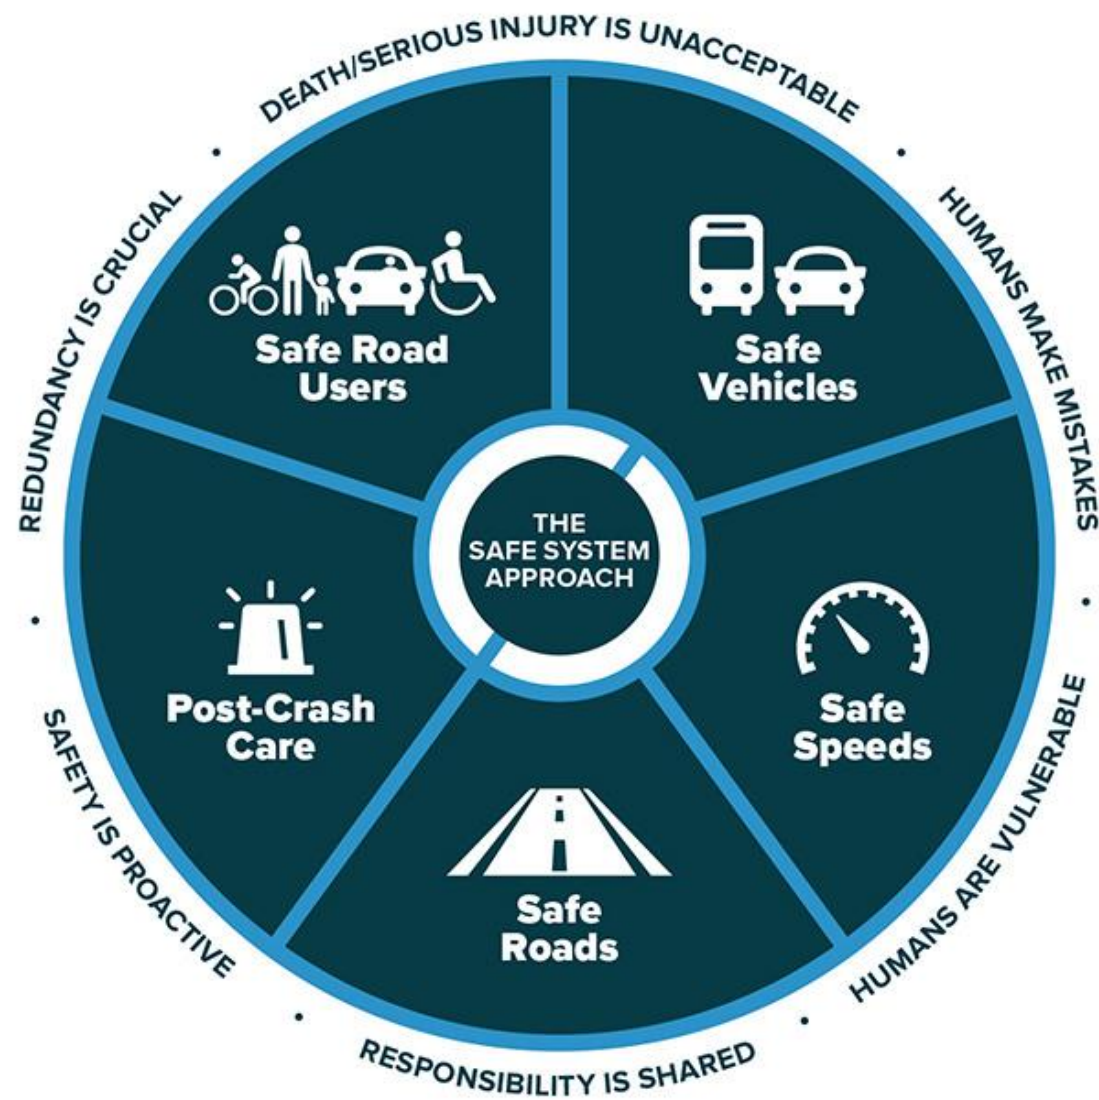 DEATH/SERIOUS INJURY IS UNACCEPTABLE
HUMANS MAKE MISTAKES
HUMANS ARE VULNERABLE
RESPONSIBILITY IS SHARED
SAFETY IS PROACTIVE
REDUNDANCY IS CRUCIAL
Safe Road
Users
Safe
Vehicles
THE
SAFE SYSTEM
APPROACH
Post-Crash
Care
Safe
Speeds
Safe
Roads